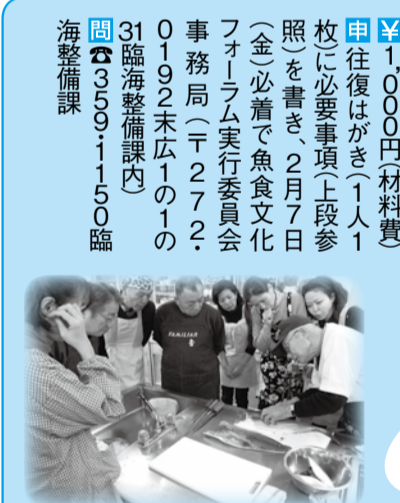 ¥1,000円(材料費)
申往復はがき(1人1
枚)に必要事項(上段参
照)を書き、2月7日
(金)必着で魚食文化
フォーラム実行委員会
事務局(〒272-
0192末広1の1の
31臨海整備課内)
問☎359・1150臨
海整備課